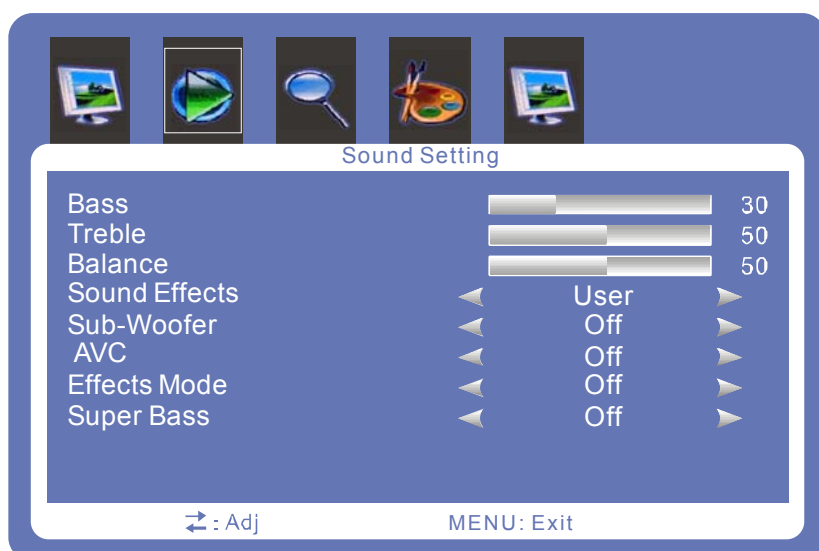 Sound Setting
Bass 30
Treble 50
Balance 50
Sound Effects User
Sub-Woofer Off
AVC Off
Effects Mode Off
Super Bass Off
⇄ : Adj MENU: Exit